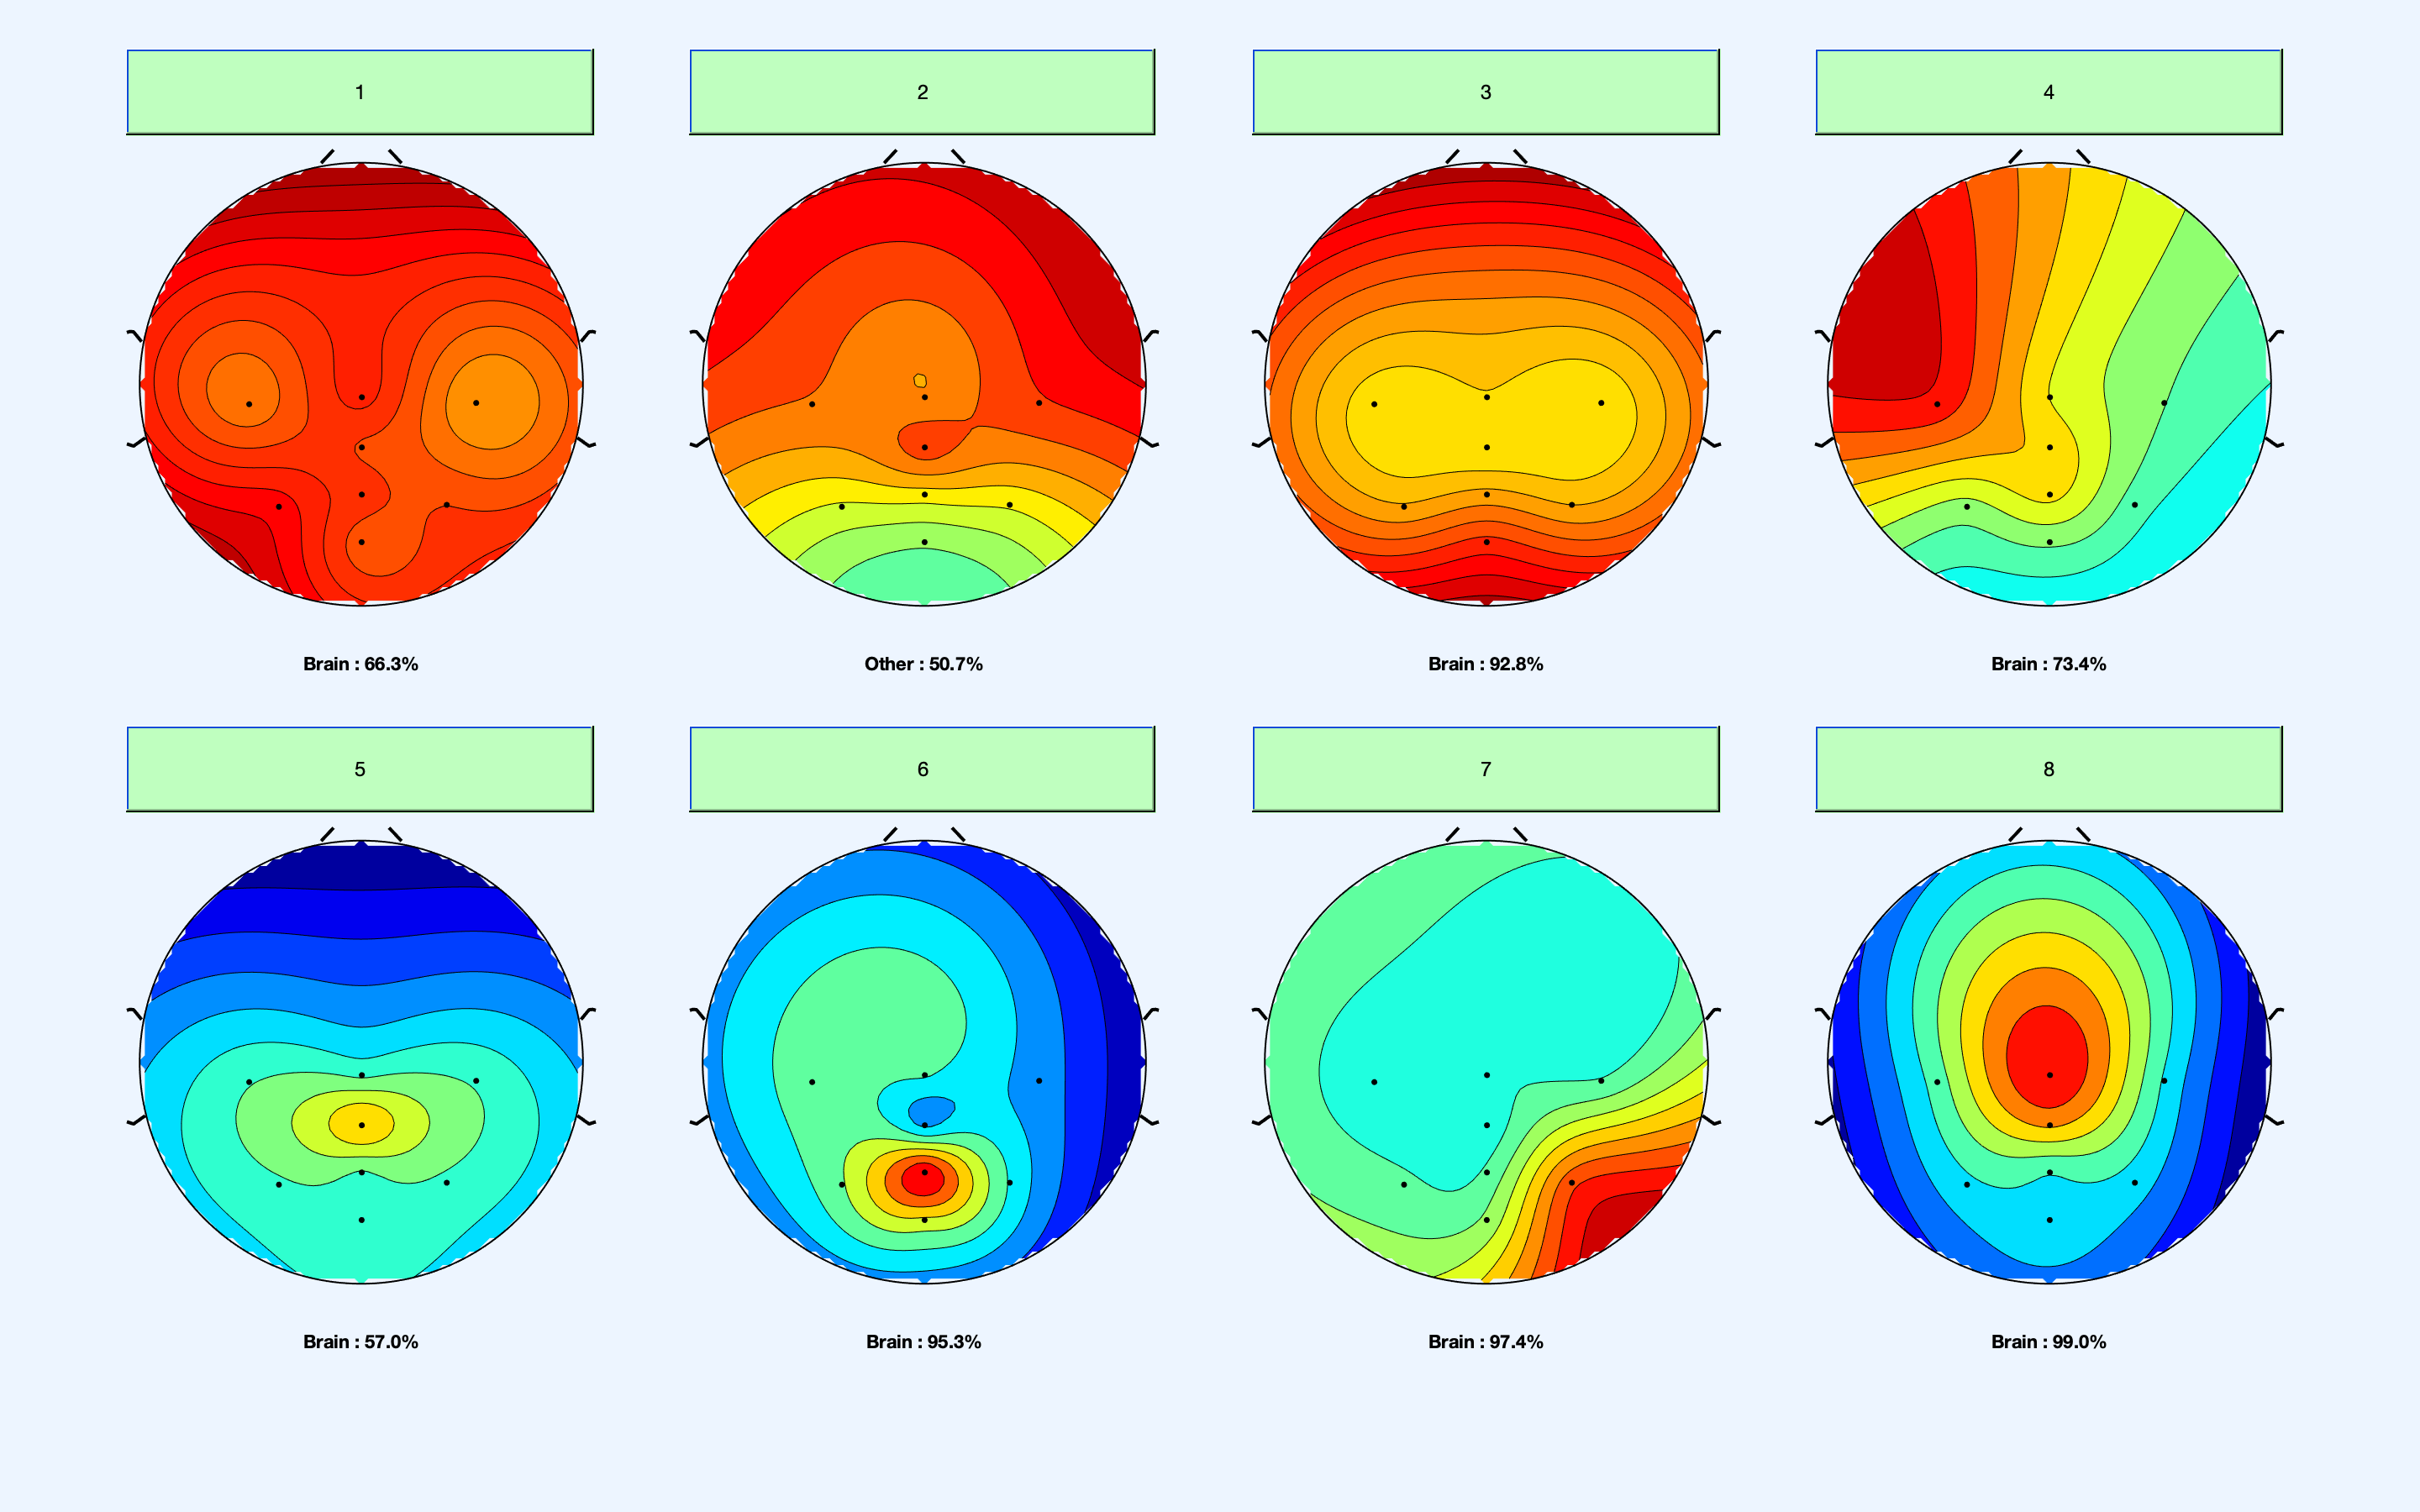 1
2
3
4
Brain : 66.3%
Other : 50.7%
Brain : 92.8%
Brain : 73.4%
5
6
7
8
Brain : 57.0%
Brain : 95.3%
Brain : 97.4%
Brain : 99.0%